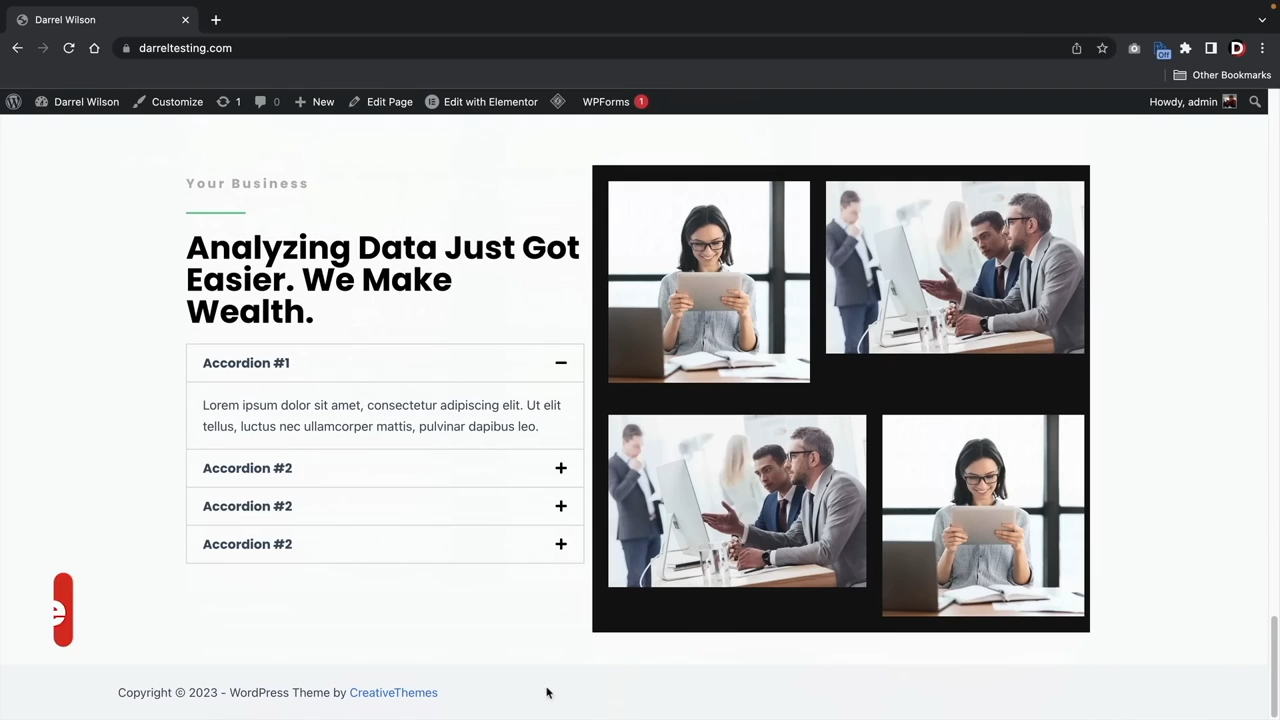 Darrel Wilson
darreltesting.com
Off
D
Other Bookmarks
Darrel Wilson
Customize
1
0
New
Edit Page
Edit with Elementor
WPForms
1
Howdy, admin
Your Business
Analyzing Data Just Got
Easier. We Make
Wealth.
Accordion #1
Lorem ipsum dolor sit amet, consectetur adipiscing elit. Ut elit
tellus, luctus nec ullamcorper mattis, pulvinar dapibus leo.
Accordion #2
Accordion #2
Accordion #2
e
Copyright © 2023 - WordPress Theme by CreativeThemes